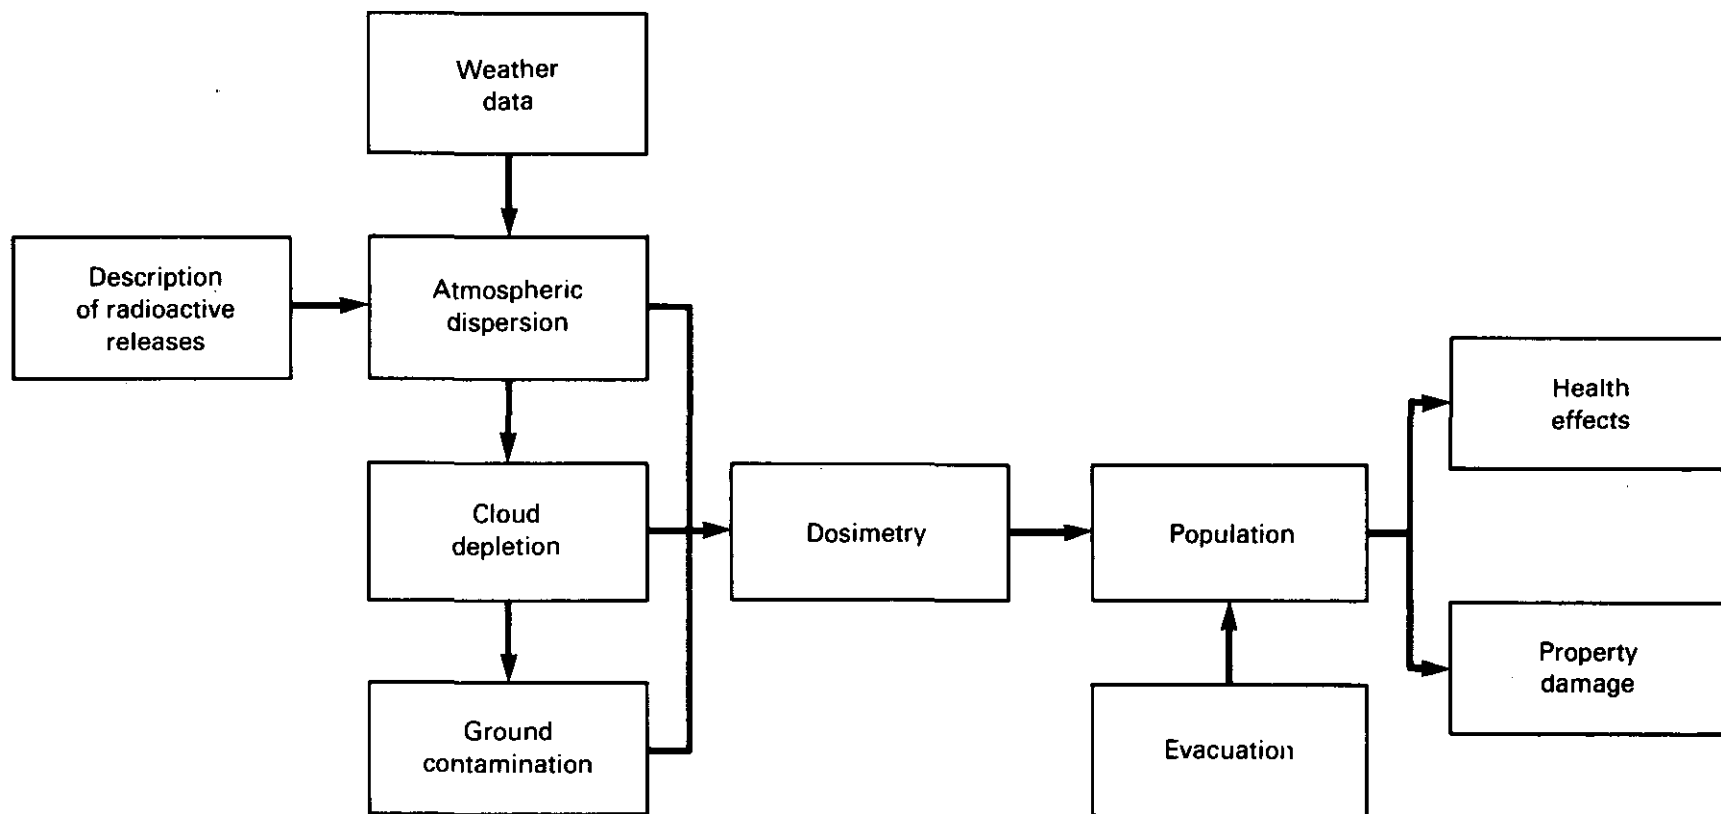 Weather
data
Description
of radioactive
releases
Atmospheric
dispersion
Cloud
depletion
Ground
contamination
Dosimetry
Population
Evacuation
Health
effects
Property
damage